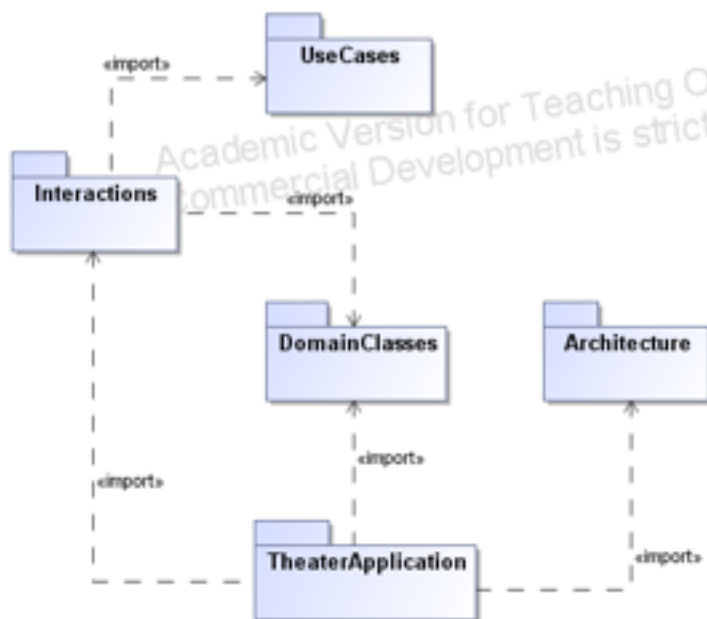 UseCases
«import»
Academic Version for Teaching O
Commercial Development is strict
Interactions
«import»
DomainClasses
Architecture
«import»
«import»
TheaterApplication
«import»